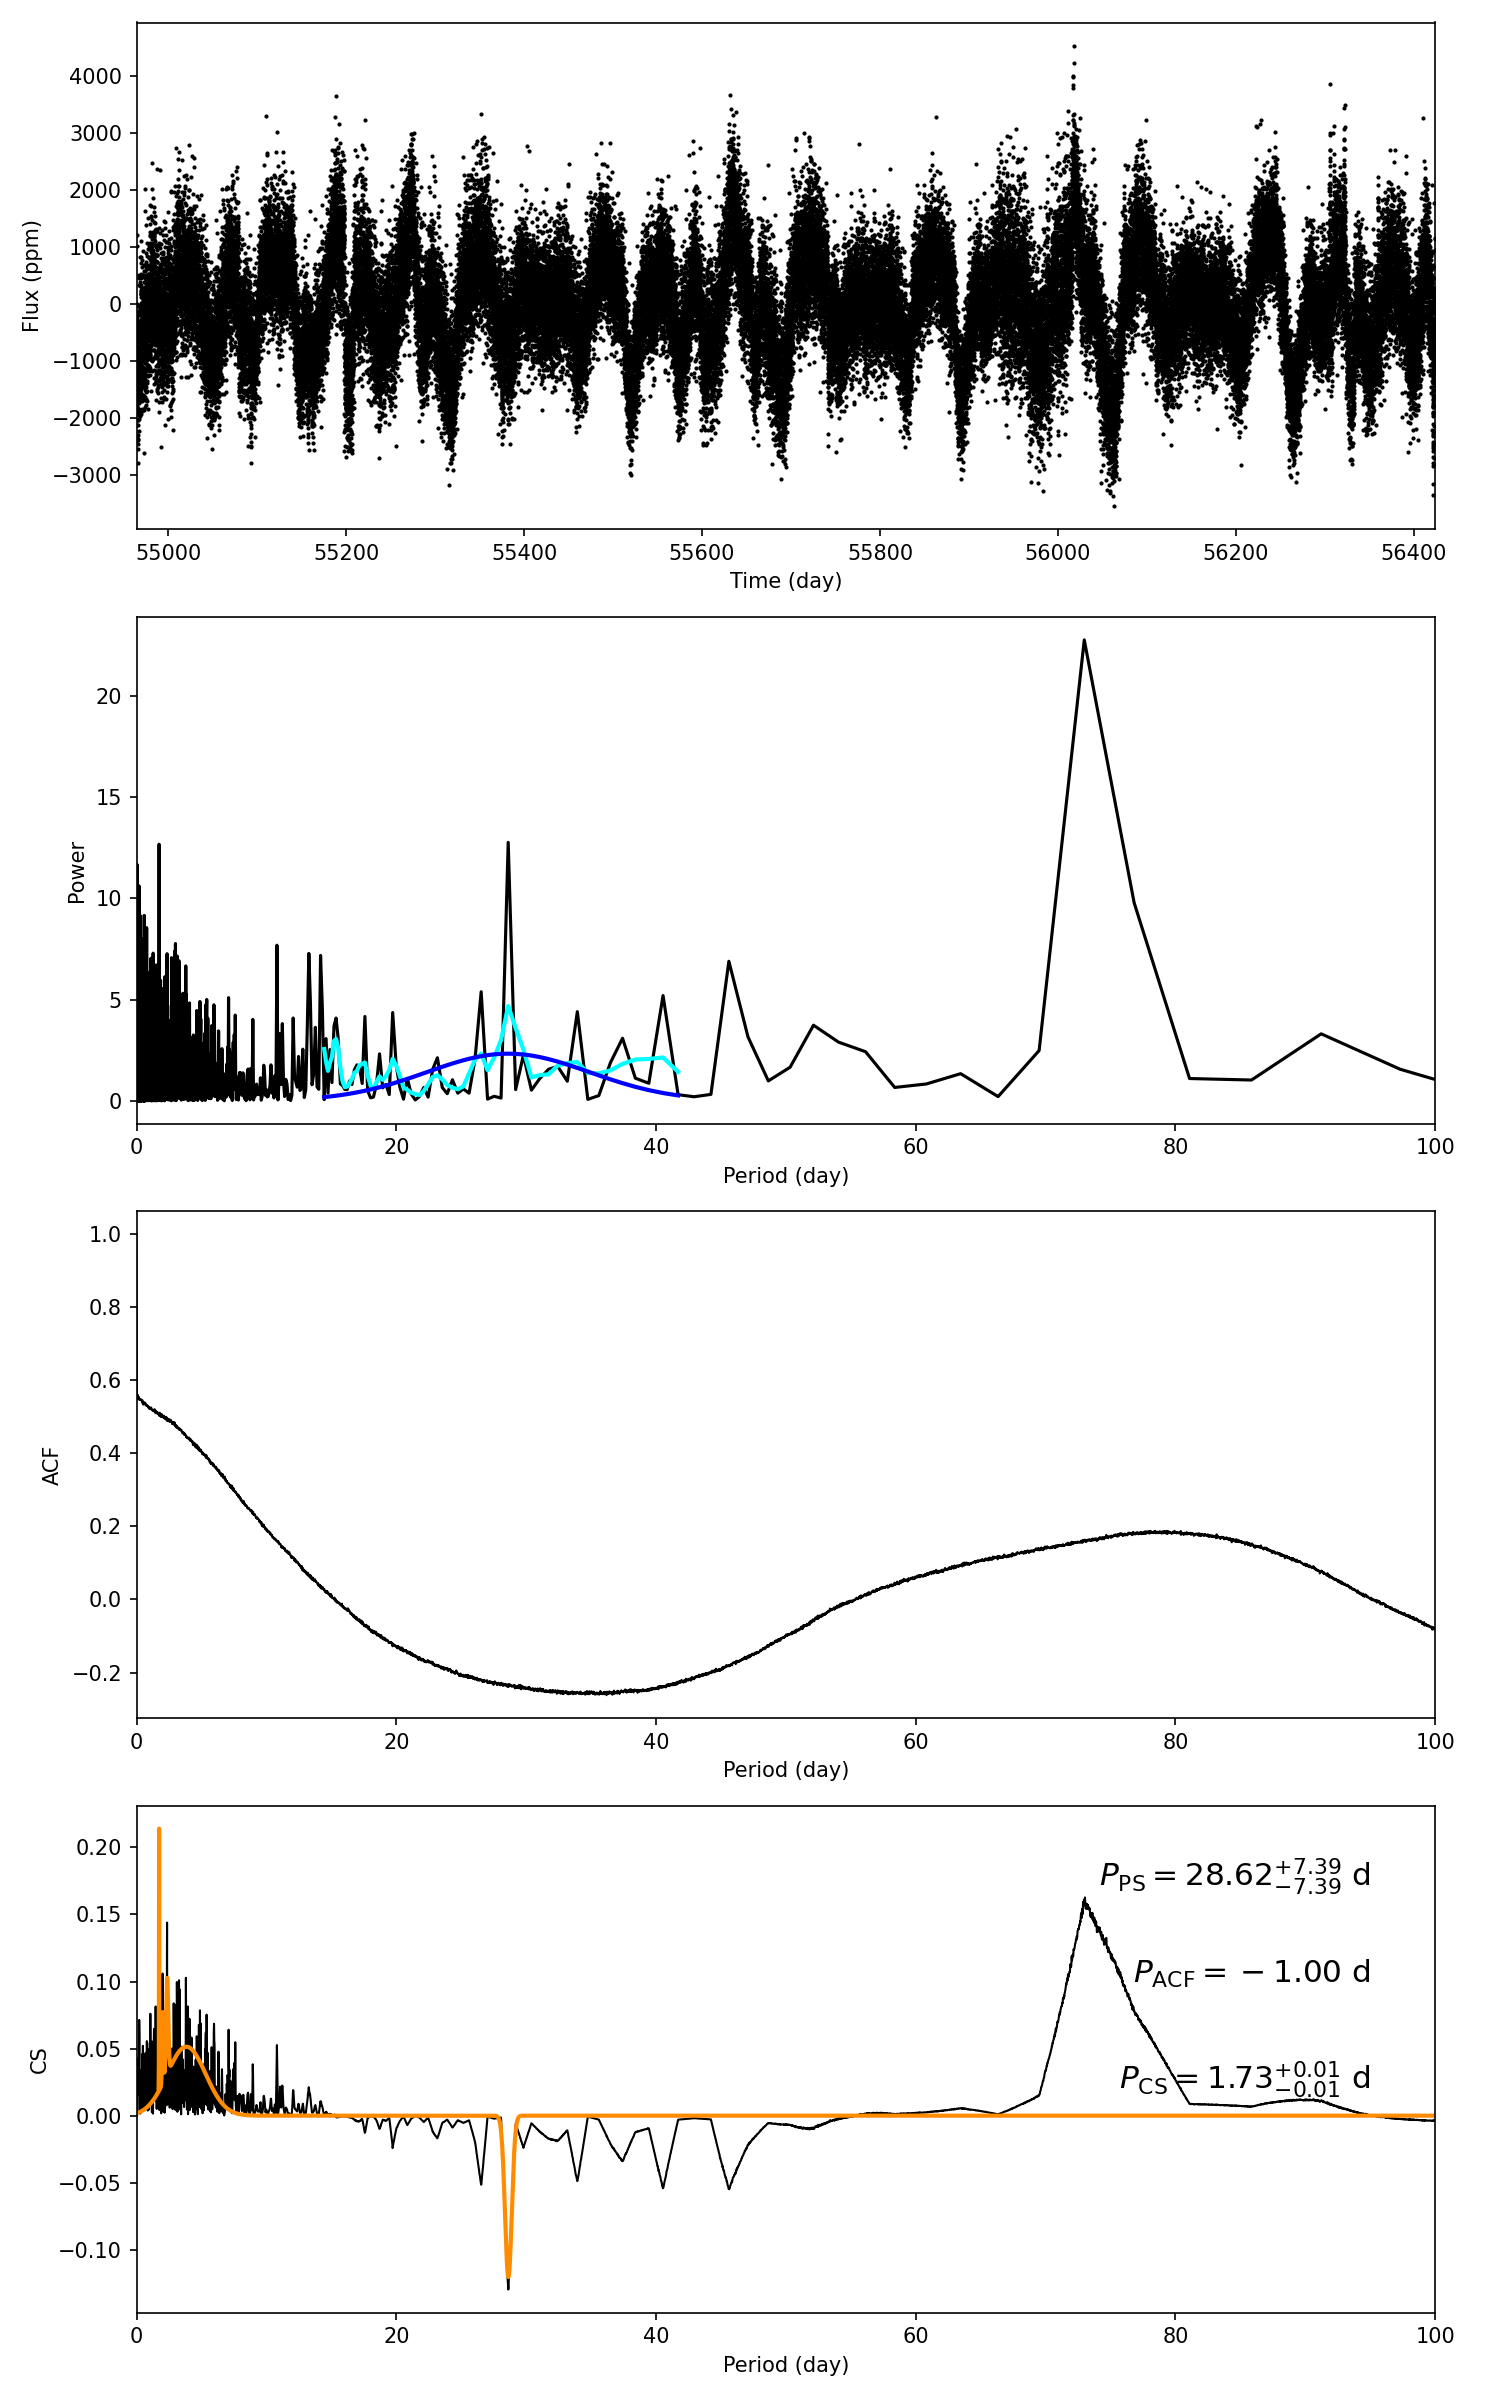 4000
3000
2000
1000
0
−1000
−2000
−3000
Flux (ppm)
55000 55200 55400 55600 55800 56000 56200 56400
Time (day)
20
15
10
5
0
Power
0 20 40 60 80 100
Period (day)
1.0
0.8
0.6
0.4
0.2
0.0
−0.2
ACF
0 20 40 60 80 100
Period (day)
0.20
0.15
0.10
0.05
0.00
−0.05
−0.10
CS
P_PS = 28.62^{+7.39}_{−7.39} d
P_ACF = −1.00 d
P_CS = 1.73^{+0.01}_{−0.01} d
0 20 40 60 80 100
Period (day)